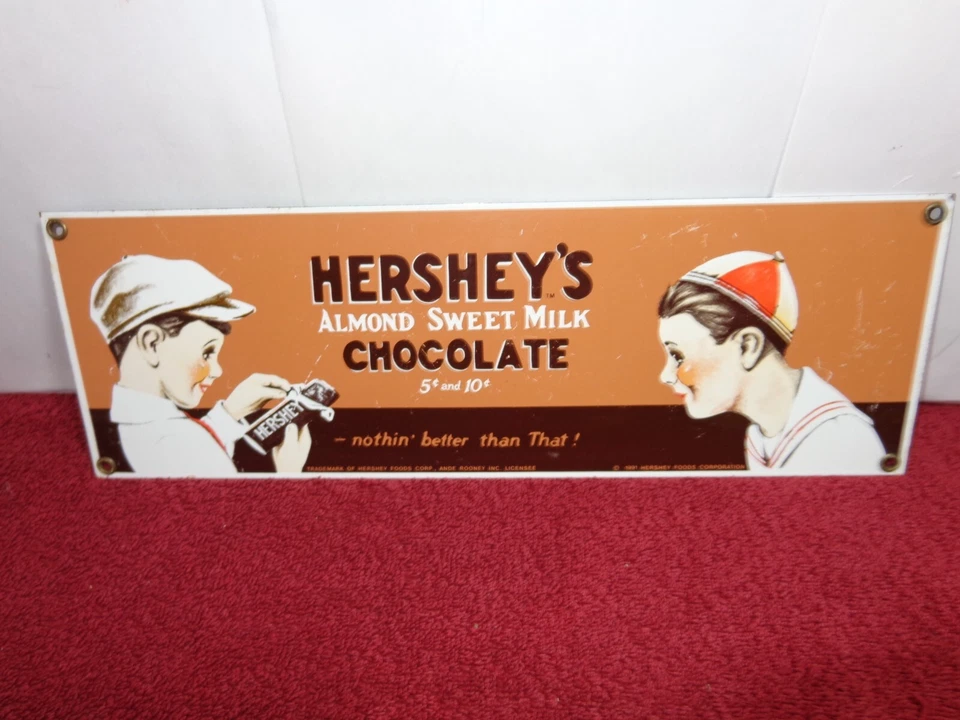 HERSHEY'S
ALMOND SWEET MILK
CHOCOLATE
5¢ and 10¢
HERSHEY
- nothin' better than That!
TRADEMARK OF HERSHEY FOODS CORP., ANDE ROONEY INC. LICENSEE
© 1991 HERSHEY FOODS CORPORATION